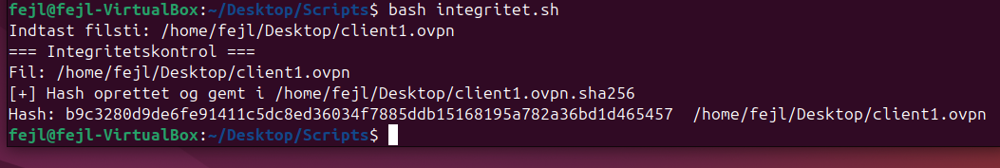 fejl@fejl-VirtualBox:~/Desktop/Scripts$ bash integritet.sh
Indtast filsti: /home/fejl/Desktop/client1.ovpn
=== Integritetskontrol ===
Fil: /home/fejl/Desktop/client1.ovpn
[+] Hash oprettet og gemt i /home/fejl/Desktop/client1.ovpn.sha256
Hash: b9c3280d9de6fe91411c5dc8ed36034f7885ddb15168195a782a36bd1d465457  /home/fejl/Desktop/client1.ovpn
fejl@fejl-VirtualBox:~/Desktop/Scripts$